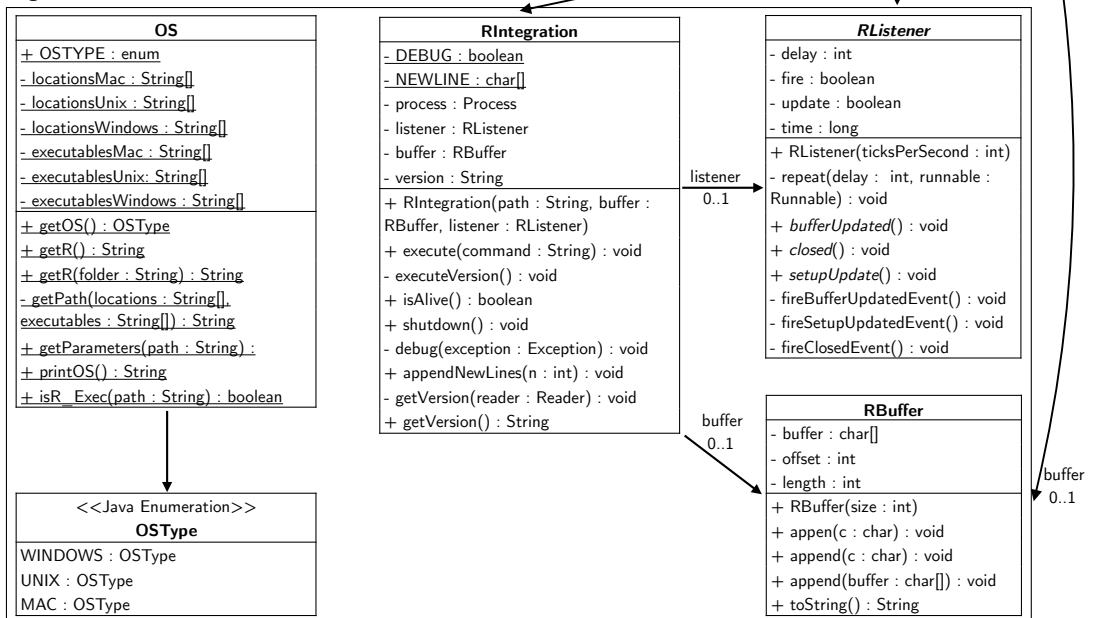 OS
+ OSTYPE : enum
- locationsMac : String[]
- locationsUnix : String[]
- locationsWindows : String[]
- executablesMac : String[]
- executablesUnix: String[]
- executablesWindows : String[]
+ getOS() : OSType
+ getR() : String
+ getR(folder : String) : String
- getPath(locations : String[],
executables : String[]) : String
+ getParameters(path : String) :
+ printOS() : String
+ isR_Exec(path : String) : boolean
<<Java Enumeration>>
OSType
WINDOWS : OSType
UNIX : OSType
MAC : OSType
RIntegration
- DEBUG : boolean
- NEWLINE : char[]
- process : Process
- listener : RListener
- buffer : RBuffer
- version : String
+ RIntegration(path : String, buffer :
RBuffer, listener : RListener)
+ execute(command : String) : void
- executeVersion() : void
+ isAlive() : boolean
+ shutdown() : void
- debug(exception : Exception) : void
+ appendNewLines(n : int) : void
- getVersion(reader : Reader) : void
+ getVersion() : String
listener
0..1
buffer
0..1
RListener
- delay : int
- fire : boolean
- update : boolean
- time : long
+ RListener(ticksPerSecond : int)
- repeat(delay : int, runnable :
Runnable) : void
+ bufferUpdated() : void
+ closed() : void
+ setupUpdate() : void
- fireBufferUpdatedEvent() : void
- fireSetupUpdatedEvent() : void
- fireClosedEvent() : void
RBuffer
- buffer : char[]
- offset : int
- length : int
+ RBuffer(size : int)
+ appen(c : char) : void
+ append(c : char) : void
+ append(buffer : char[]) : void
+ toString() : String
buffer
0..1